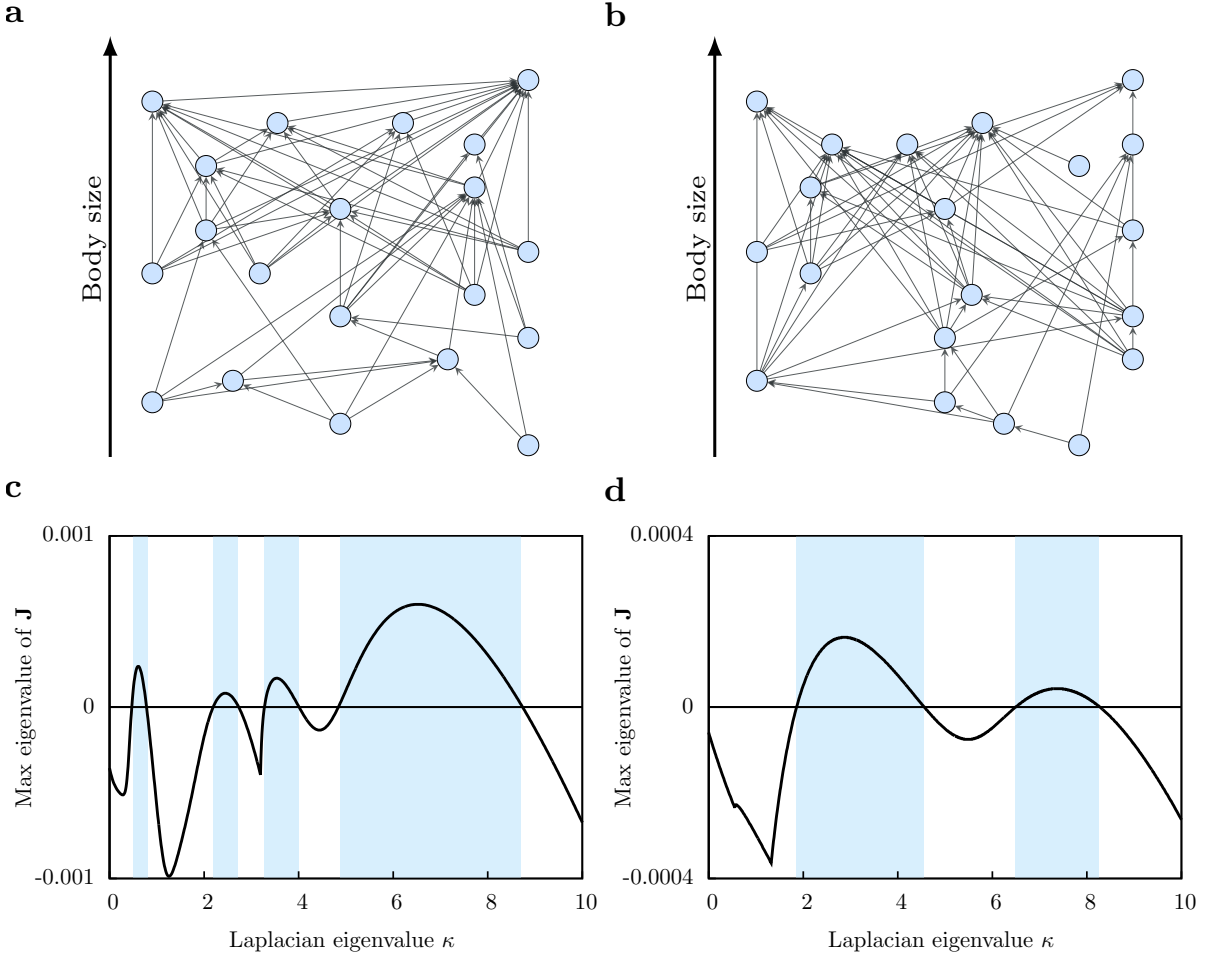 a
b
Body size
Body size
c
d
0.001
0
-0.001
Max eigenvalue of J
0 2 4 6 8 10
Laplacian eigenvalue κ
0.0004
0
-0.0004
Max eigenvalue of J
0 2 4 6 8 10
Laplacian eigenvalue κ